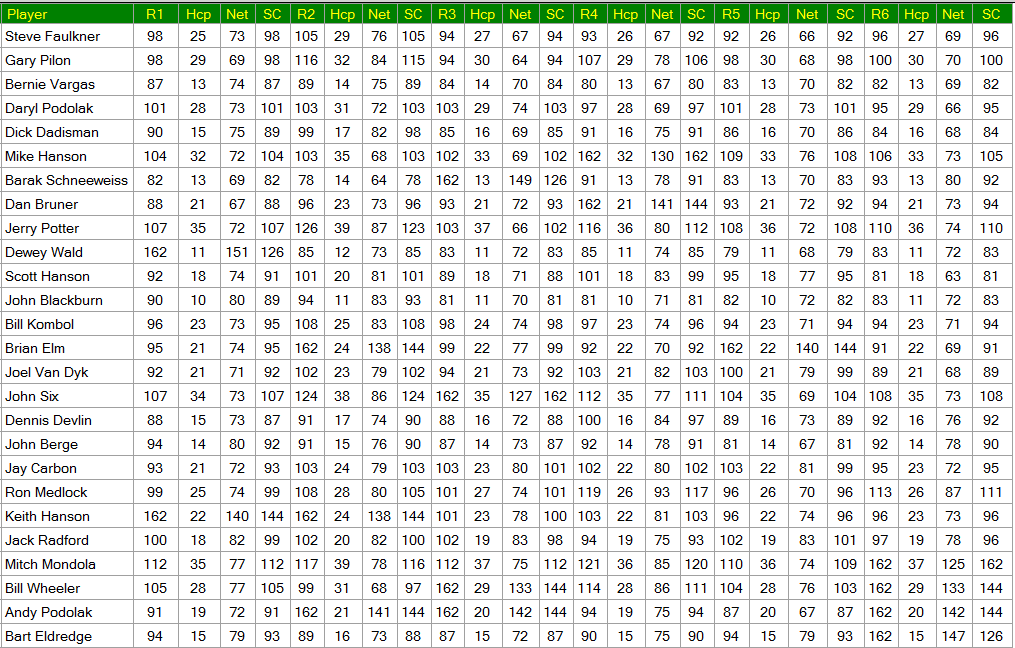 Player R1 Hcp Net SC R2 Hcp Net SC R3 Hcp Net SC R4 Hcp Net SC R5 Hcp Net SC R6 Hcp Net SC
Steve Faulkner 98 25 73 98 105 29 76 105 94 27 67 94 93 26 67 92 92 26 66 92 96 27 69 96
Gary Pilon 98 29 69 98 116 32 84 115 94 30 64 94 107 29 78 106 98 30 68 98 100 30 70 100
Bernie Vargas 87 13 74 87 89 14 75 89 84 14 70 84 80 13 67 80 83 13 70 82 82 13 69 82
Daryl Podolak 101 28 73 101 103 31 72 103 103 29 74 103 97 28 69 97 101 28 73 101 95 29 66 95
Dick Dadisman 90 15 75 89 99 17 82 98 85 16 69 85 91 16 75 91 86 16 70 86 84 16 68 84
Mike Hanson 104 32 72 104 103 35 68 103 102 33 69 102 162 32 130 162 109 33 76 108 106 33 73 105
Barak Schneeweiss 82 13 69 82 78 14 64 78 162 13 149 126 91 13 78 91 83 13 70 83 93 13 80 92
Dan Bruner 88 21 67 88 96 23 73 96 93 21 72 93 162 21 141 144 93 21 72 92 94 21 73 94
Jerry Potter 107 35 72 107 126 39 87 123 103 37 66 102 116 36 80 112 108 36 72 108 110 36 74 110
Dewey Wald 162 11 151 126 85 12 73 85 83 11 72 83 85 11 74 85 79 11 68 79 83 11 72 83
Scott Hanson 92 18 74 91 101 20 81 101 89 18 71 88 101 18 83 99 95 18 77 95 81 18 63 81
John Blackburn 90 10 80 89 94 11 83 93 81 11 70 81 81 10 71 81 82 10 72 82 83 11 72 83
Bill Kombol 96 23 73 95 108 25 83 108 98 24 74 98 97 23 74 96 94 23 71 94 94 23 71 94
Brian Elm 95 21 74 95 162 24 138 144 99 22 77 99 92 22 70 92 162 22 140 144 91 22 69 91
Joel Van Dyk 92 21 71 92 102 23 79 102 94 21 73 92 103 21 82 103 100 21 79 99 89 21 68 89
John Six 107 34 73 107 124 38 86 124 162 35 127 162 112 35 77 111 104 35 69 104 108 35 73 108
Dennis Devlin 88 15 73 87 91 17 74 90 88 16 72 88 100 16 84 97 89 16 73 89 92 16 76 92
John Berge 94 14 80 92 91 15 76 90 87 14 73 87 92 14 78 91 81 14 67 81 92 14 78 90
Jay Carbon 93 21 72 93 103 24 79 103 103 23 80 101 102 22 80 102 103 22 81 99 95 23 72 95
Ron Medlock 99 25 74 99 108 28 80 105 101 27 74 101 119 26 93 117 96 26 70 96 113 26 87 111
Keith Hanson 162 22 140 144 162 24 138 144 101 23 78 100 103 22 81 103 96 22 74 96 96 23 73 96
Jack Radford 100 18 82 99 102 20 82 100 102 19 83 98 94 19 75 93 102 19 83 101 97 19 78 96
Mitch Mondola 112 35 77 112 117 39 78 116 112 37 75 112 121 36 85 120 110 36 74 109 162 37 125 162
Bill Wheeler 105 28 77 105 99 31 68 97 162 29 133 144 114 28 86 111 104 28 76 103 162 29 133 144
Andy Podolak 91 19 72 91 162 21 141 144 162 20 142 144 94 19 75 94 87 20 67 87 162 20 142 144
Bart Eldredge 94 15 79 93 89 16 73 88 87 15 72 87 90 15 75 90 94 15 79 93 162 15 147 126